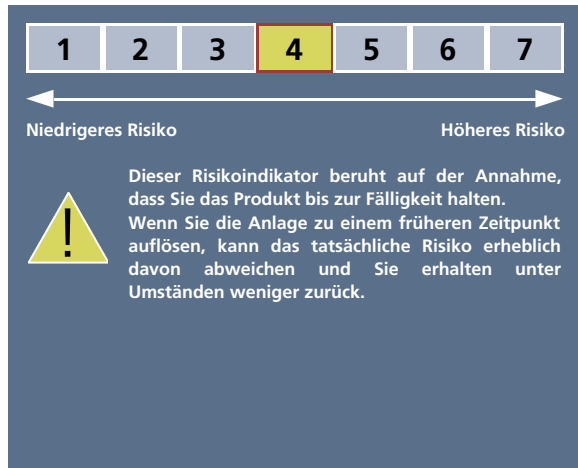 1 2 3 4 5 6 7
Niedrigeres Risiko Höheres Risiko
Dieser Risikoindikator beruht auf der Annahme,
dass Sie das Produkt bis zur Fälligkeit halten.
Wenn Sie die Anlage zu einem früheren Zeitpunkt
auflösen, kann das tatsächliche Risiko erheblich
davon abweichen und Sie erhalten unter
Umständen weniger zurück.
!